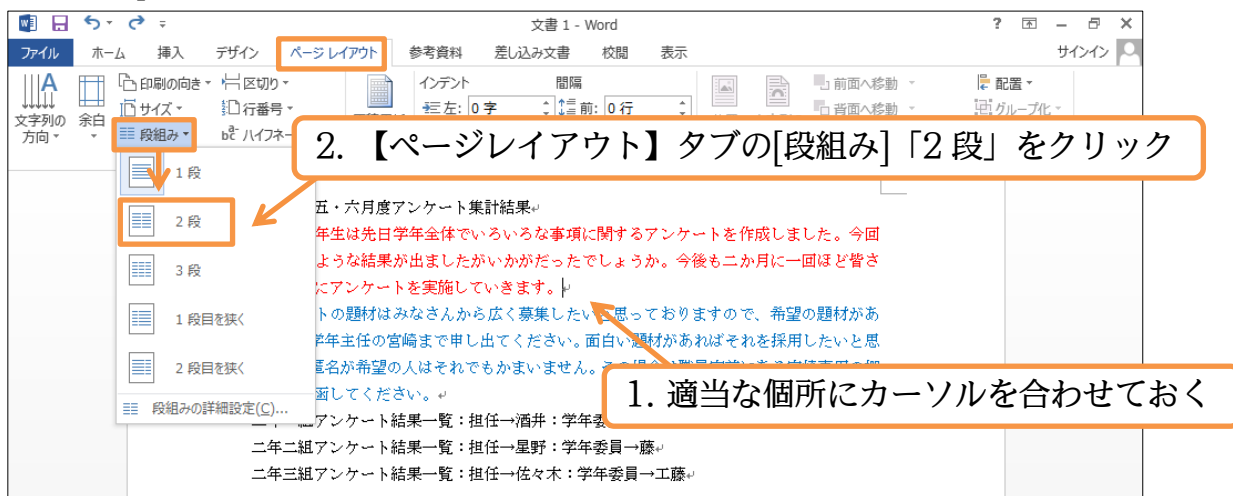 文書 1 - Word
ファイル ホーム 挿入 デザイン ページ レイアウト 参考資料 差し込み文書 校閲 表示 サインイン
文字列の方向 余白 印刷の向き 区切り インデント 間隔 前面へ移動 配置
サイズ 行番号 左: 0 字 前: 0 行 背面へ移動 グループ化
段組み
2. 【ページレイアウト】タブの[段組み]「2 段」をクリック
1 段
2 段
3 段
1 段目を狭く
2 段目を狭く
段組みの詳細設定(C)...
五・六月度アンケート集計結果
年生は先日学年全体でいろいろな事項に関するアンケートを作成しました。今回
ような結果が出ましたがいかがだったでしょうか。今後も二か月に一回ほど皆さ
にアンケートを実施していきます。
トの題材はみなさんから広く募集したいと思っておりますので、希望の題材があ
学年主任の宮崎まで申し出てください。面白い題材があればそれを採用したいと思
匿名が希望の人はそれでもかまいません。
函してください。
1. 適当な個所にカーソルを合わせておく
アンケート結果一覧：担任→酒井：学年委
二年二組アンケート結果一覧：担任→星野：学年委員→藤
二年三組アンケート結果一覧：担任→佐々木：学年委員→工藤